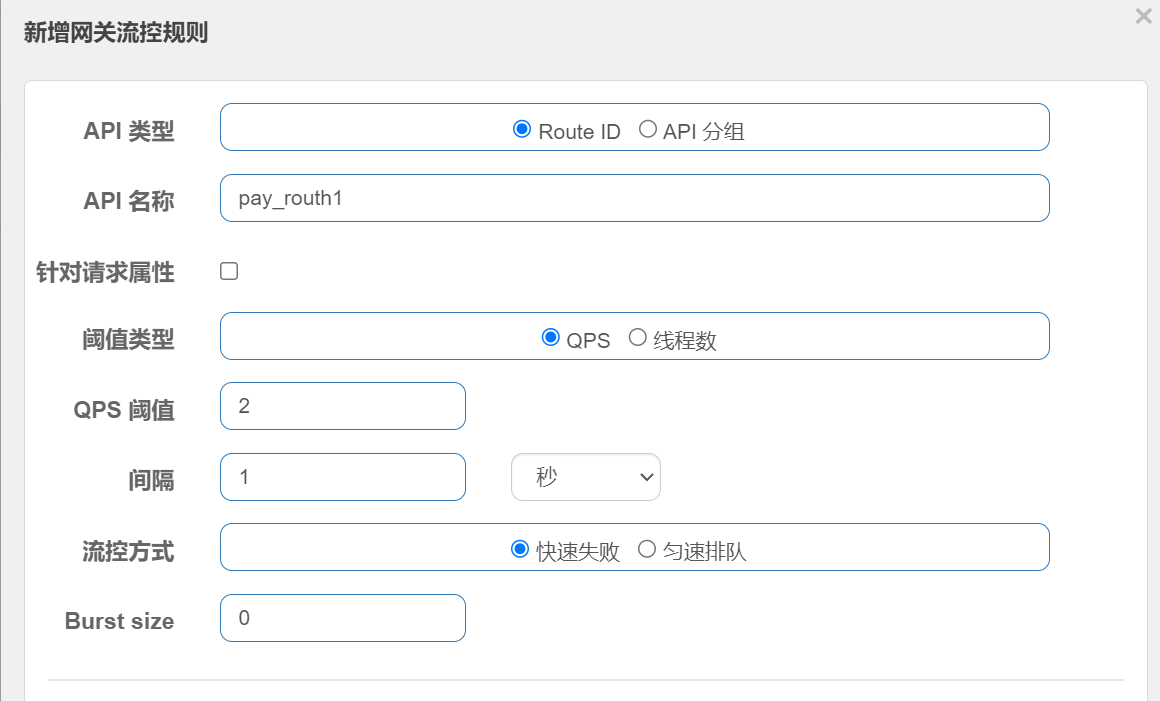 新增网关流控规则
×
API 类型 Route ID API 分组
API 名称 pay_routh1
针对请求属性
阈值类型 QPS 线程数
QPS 阈值 2
间隔 1 秒
流控方式 快速失败 匀速排队
Burst size 0